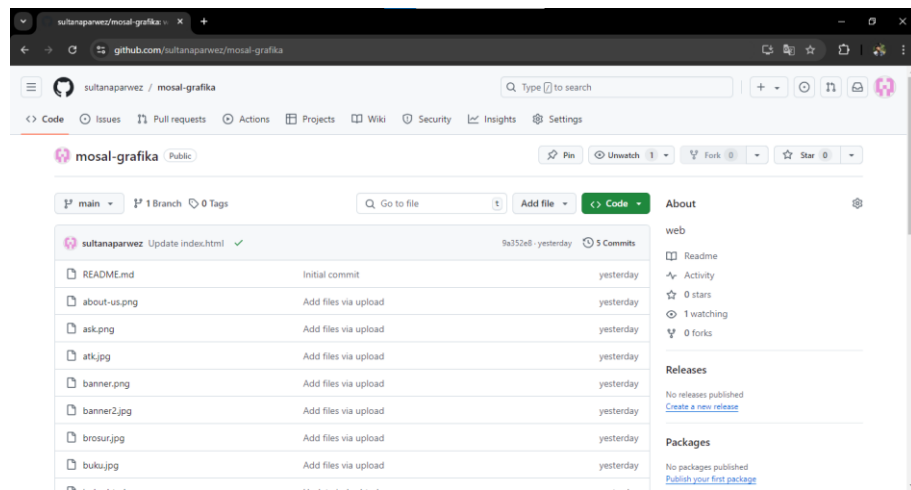 sultanaparwez/mosal-grafika: w
github.com/sultanaparwez/mosal-grafika
sultanaparwez / mosal-grafika
Type / to search
Code Issues Pull requests Actions Projects Wiki Security Insights Settings
mosal-grafika Public
Pin Unwatch 1 Fork 0 Star 0
main 1 Branch 0 Tags Go to file t Add file Code
sultanaparwez Update index.html 9a352e8 · yesterday 5 Commits
README.md Initial commit yesterday
about-us.png Add files via upload yesterday
ask.png Add files via upload yesterday
atk.jpg Add files via upload yesterday
banner.png Add files via upload yesterday
banner2.jpg Add files via upload yesterday
brosur.jpg Add files via upload yesterday
buku.jpg Add files via upload yesterday
About
web
Readme
Activity
0 stars
1 watching
0 forks
Releases
No releases published
Create a new release
Packages
No packages published
Publish your first package